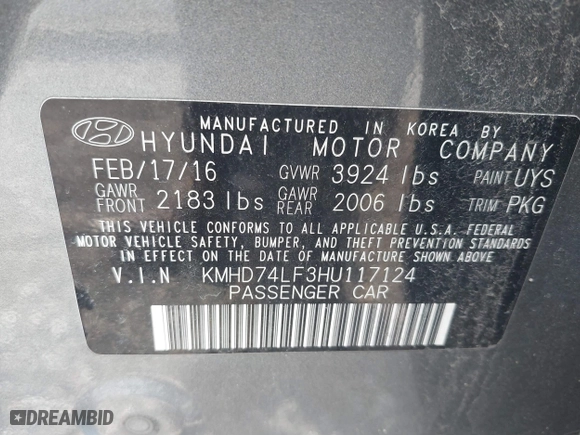 MANUFACTURED IN KOREA BY
HYUNDAI MOTOR COMPANY
FEB/17/16 GVWR 3924 lbs PAINT UYS
GAWR FRONT 2183 lbs GAWR REAR 2006 lbs TRIM PKG
THIS VEHICLE CONFORMS TO ALL APPLICABLE U.S.A. FEDERAL
MOTOR VEHICLE SAFETY, BUMPER, AND THEFT PREVENTION STANDARDS
IN EFFECT ON THE DATE OF MANUFACTURE SHOWN ABOVE.
V.I.N KMHD74LF3HU117124
PASSENGER CAR
DREAMBID